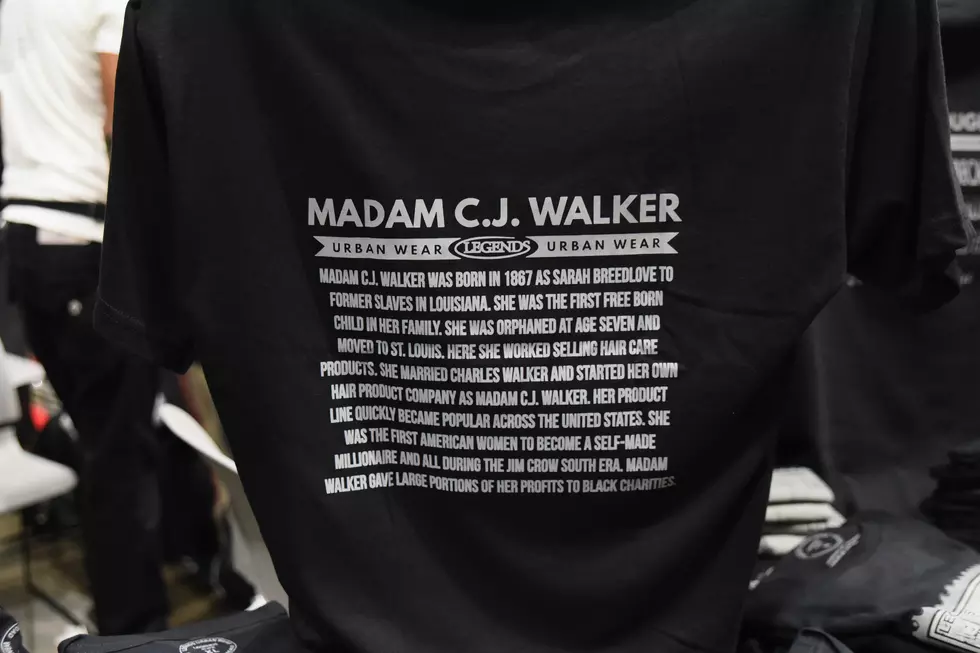 MADAM C.J. WALKER
URBAN WEAR LEGENDS URBAN WEAR
MADAM C.J. WALKER WAS BORN IN 1867 AS SARAH BREEDLOVE TO
FORMER SLAVES IN LOUISIANA. SHE WAS THE FIRST FREE BORN
CHILD IN HER FAMILY. SHE WAS ORPHANED AT AGE SEVEN AND
MOVED TO ST. LOUIIS. HERE SHE WORKED SELLING HAIR CARE
PRODUCTS. SHE MARRIED CHARLES WALKER AND STARTED HER OWN
HAIR PRODUCT COMPANY AS MADAM C.J. WALKER. HER PRODUCT
LINE QUICKLY BECAME POPULAR ACROSS THE UNITED STATES. SHE
WAS THE FIRST AMERICAN WOMEN TO BECOME A SELF-MADE
MILLIONAIRE AND ALL DURING THE JIM CROW SOUTH ERA. MADAM
WALKER GAVE LARGE PORTIONS OF HER PROFITS TO BLACK CHARITIES.